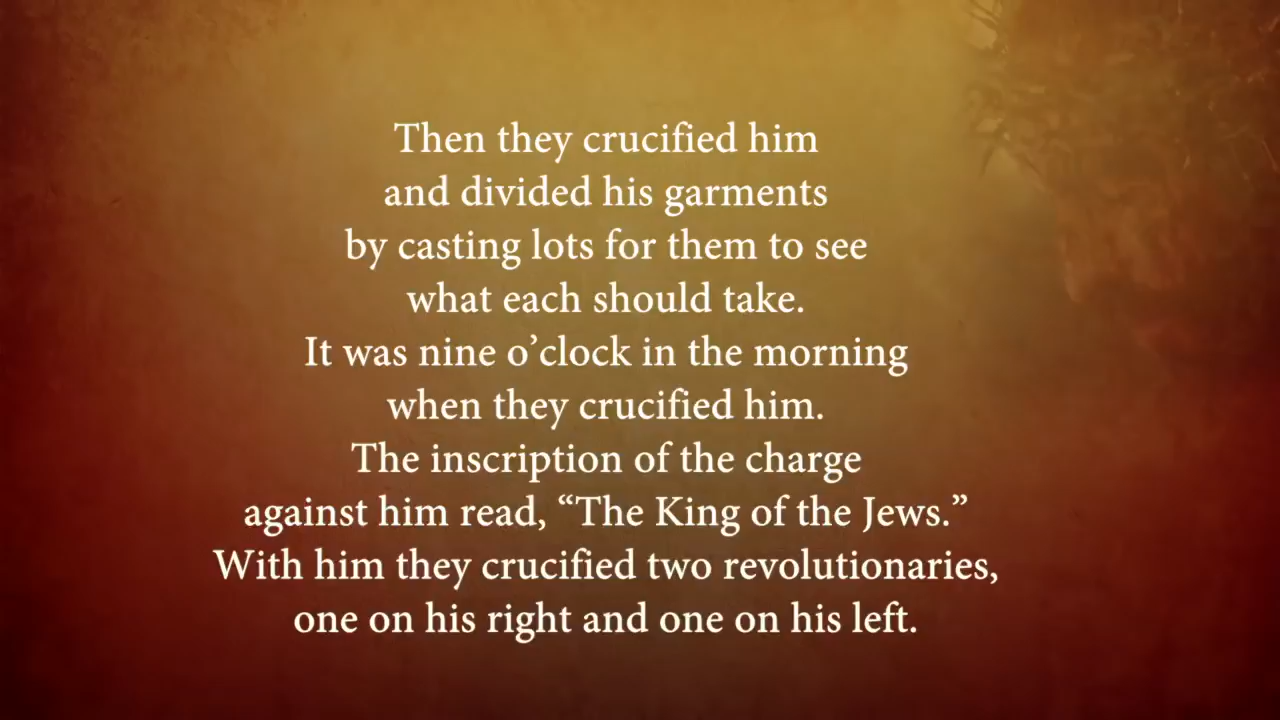 Then they crucified him
and divided his garments
by casting lots for them to see
what each should take.
It was nine o’clock in the morning
when they crucified him.
The inscription of the charge
against him read, “The King of the Jews.”
With him they crucified two revolutionaries,
one on his right and one on his left.